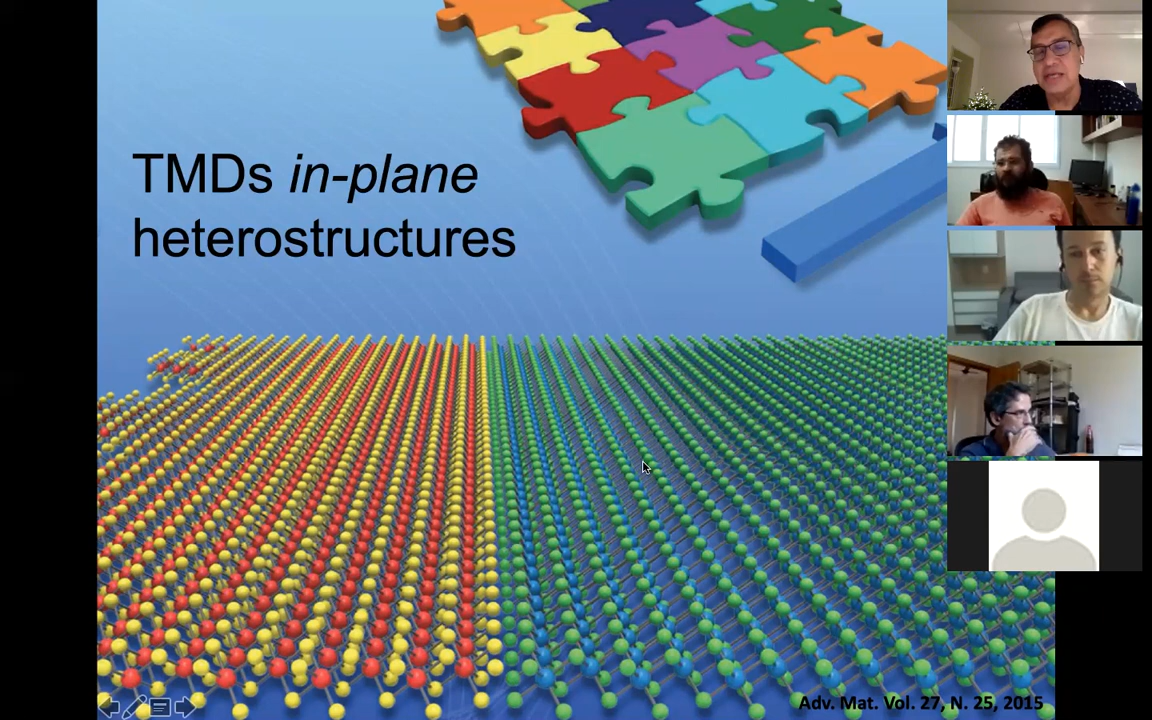 TMDs in-plane
heterostructures
Adv. Mat. Vol. 27, N. 25, 2015